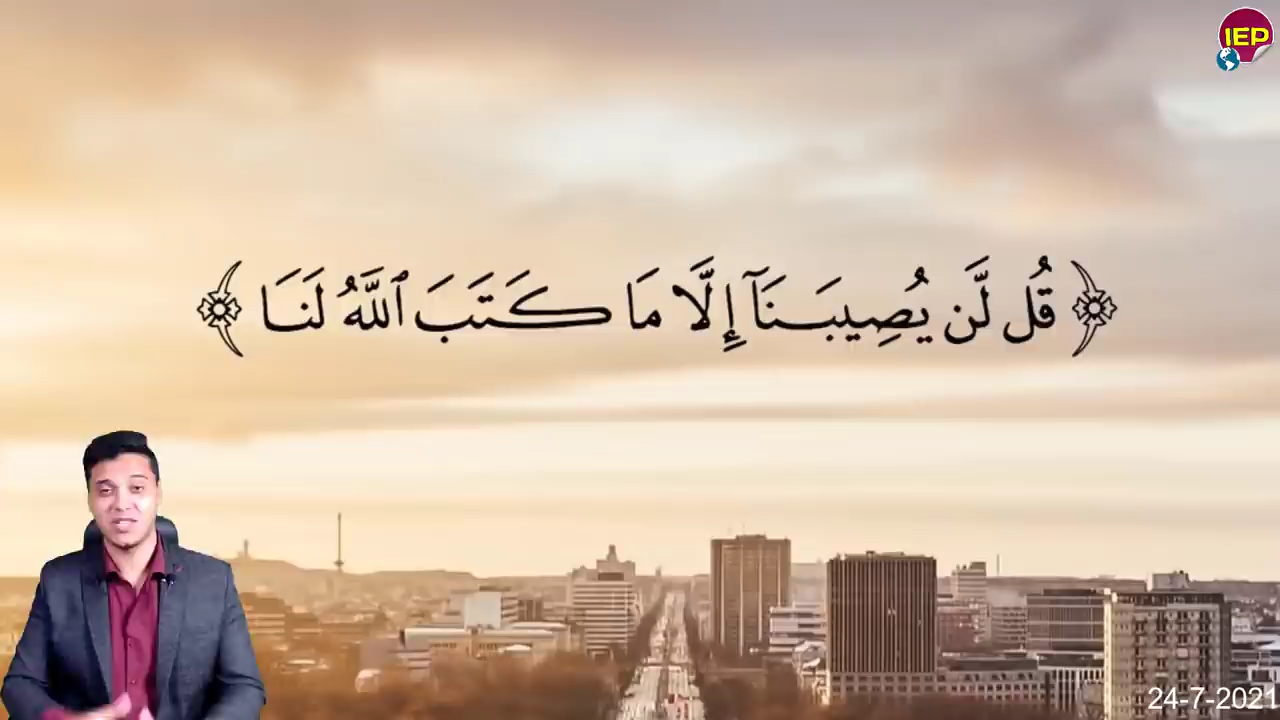 IEP
﴿قُل لَّن يُصِيبَنَآ إِلَّا مَا كَتَبَ ٱللَّهُ لَنَا﴾
24-7-2021